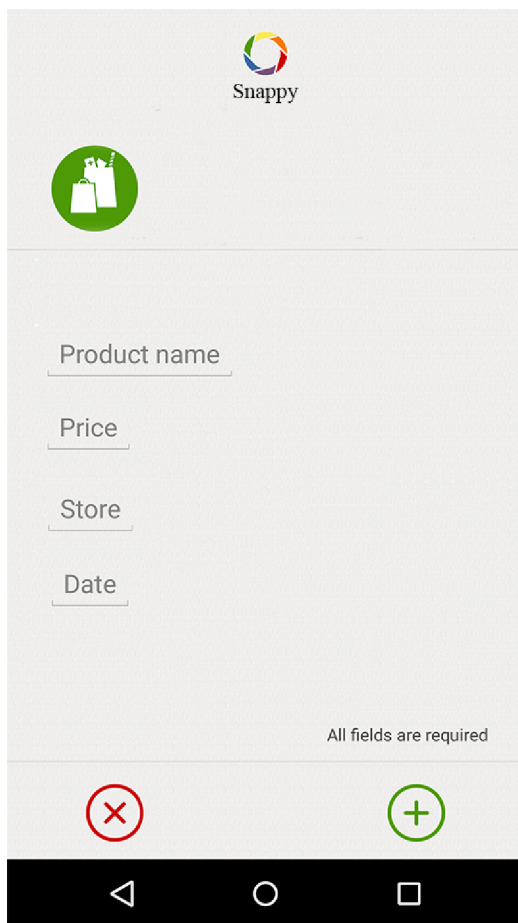 Snappy
Product name
Price
Store
Date
All fields are required